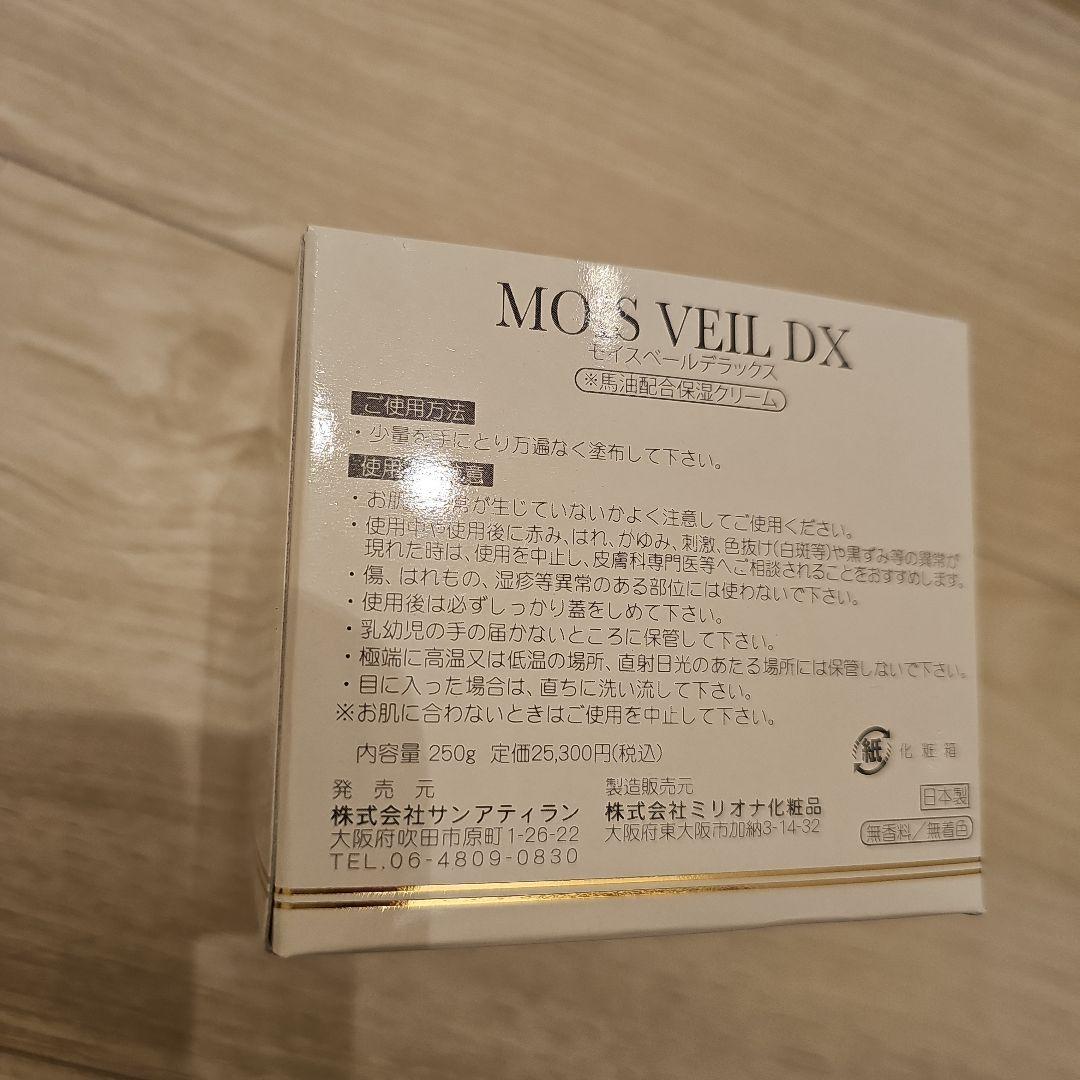 MOIS VEIL DX
モイスベールデラックス
※馬油配合保湿クリーム
ご使用方法
・少量を手にとり万遍なく塗布して下さい。
使用 意
・お肌 常が生じていないかよく注意してご使用ください。
・使用中や使用後に赤み、はれ、かゆみ、刺激、色抜け(白斑等)や黒ずみ等の異常が
現れた時は、使用を中止し、皮膚科専門医等へご相談されることをおすすめします。
・傷、はれもの、湿疹等異常のある部位には使わないで下さい。
・使用後は必ずしっかり蓋をしめて下さい。
・乳幼児の手の届かないところに保管して下さい。
・極端に高温又は低温の場所、直射日光のあたる場所には保管しないで下さい。
・目に入った場合は、直ちに洗い流して下さい。
※お肌に合わないときはご使用を中止して下さい。
内容量 250g 定価25,300円(税込)
紙 化粧箱
発売元
株式会社サンアティラン
大阪府吹田市原町1-26-22
TEL.06-4809-0830
製造販売元
株式会社ミリオナ化粧品
大阪府東大阪市加納3-14-32
日本製
無香料/無着色